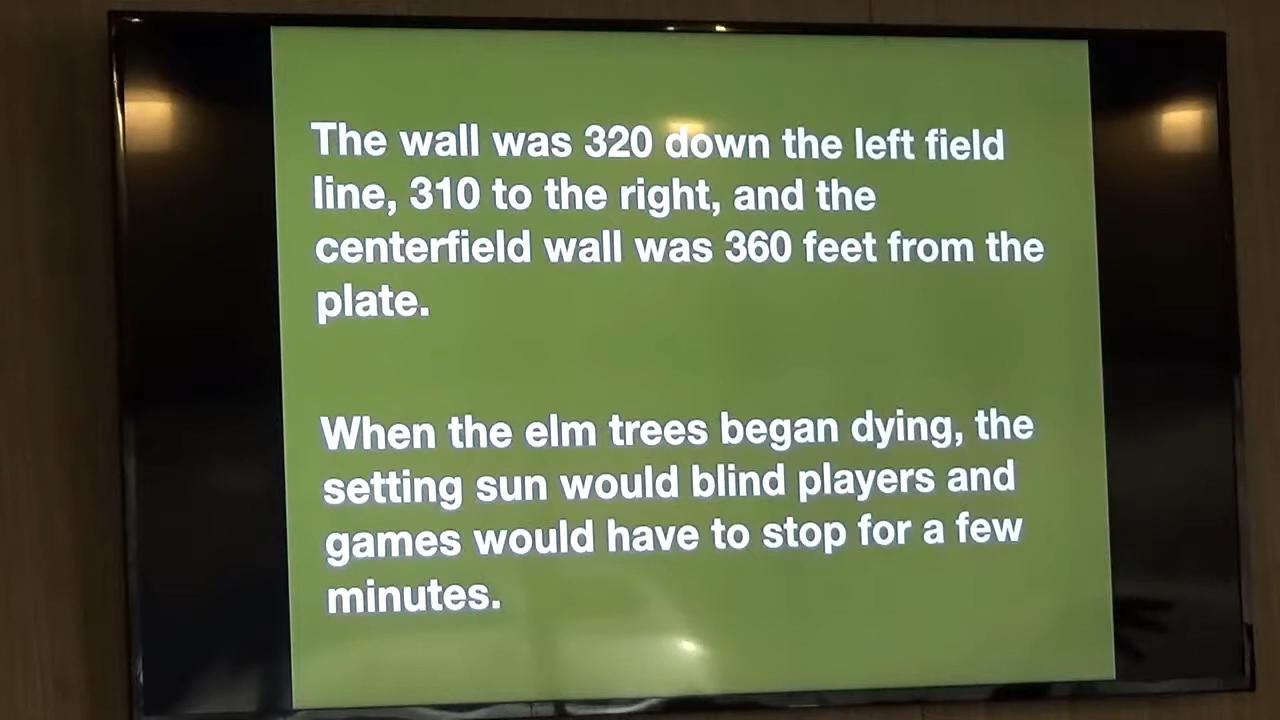 The wall was 320 down the left field
line, 310 to the right, and the
centerfield wall was 360 feet from the
plate.
When the elm trees began dying, the
setting sun would blind players and
games would have to stop for a few
minutes.